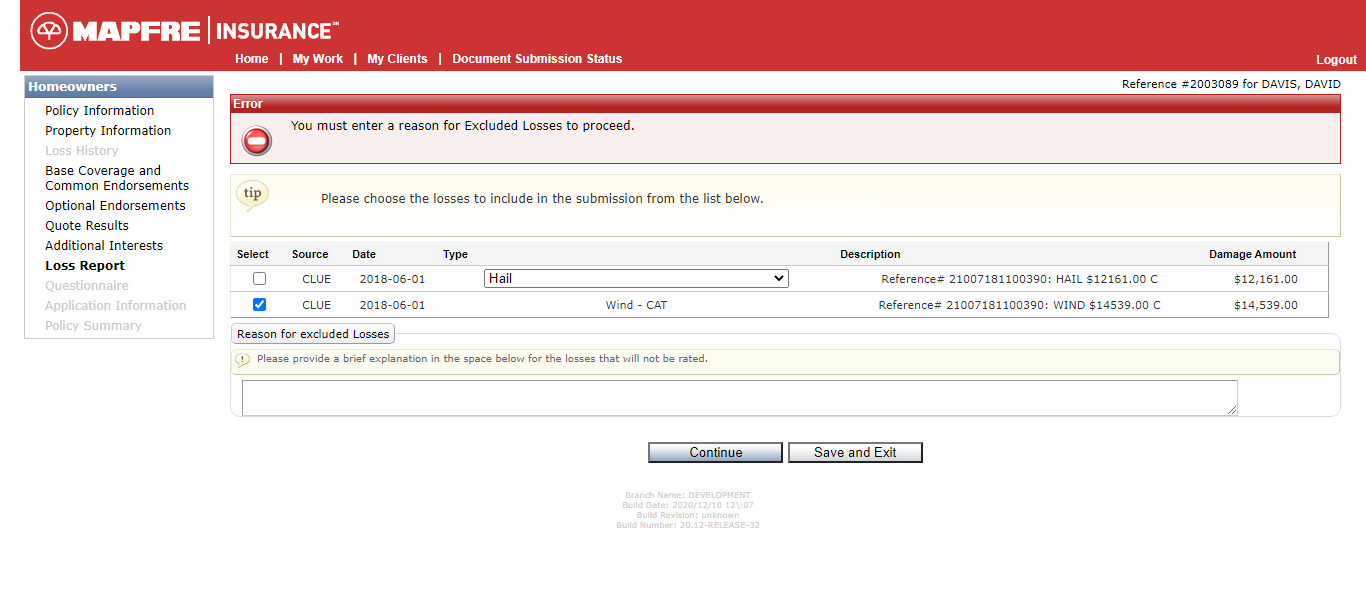 MAPFRE | INSURANCE℠
Home | My Work | My Clients | Document Submission Status
Logout
Reference #2003089 for DAVIS, DAVID
Homeowners
Policy Information
Property Information
Loss History
Base Coverage and
Common Endorsements
Optional Endorsements
Quote Results
Additional Interests
Loss Report
Questionnaire
Application Information
Policy Summary
Error
You must enter a reason for Excluded Losses to proceed.
tip
Please choose the losses to include in the submission from the list below.
Select Source Date Type Description Damage Amount
CLUE 2018-06-01 Hail Reference# 21007181100390: HAIL $12161.00 C $12,161.00
CLUE 2018-06-01 Wind - CAT Reference# 21007181100390: WIND $14539.00 C $14,539.00
Reason for excluded Losses
! Please provide a brief explanation in the space below for the losses that will not be rated.
Continue Save and Exit
Branch Name: DEVELOPMENT
Build Date: 2020/12/10 12\:07
Build Revision: unknown
Build Number: 20.12-RELEASE-32